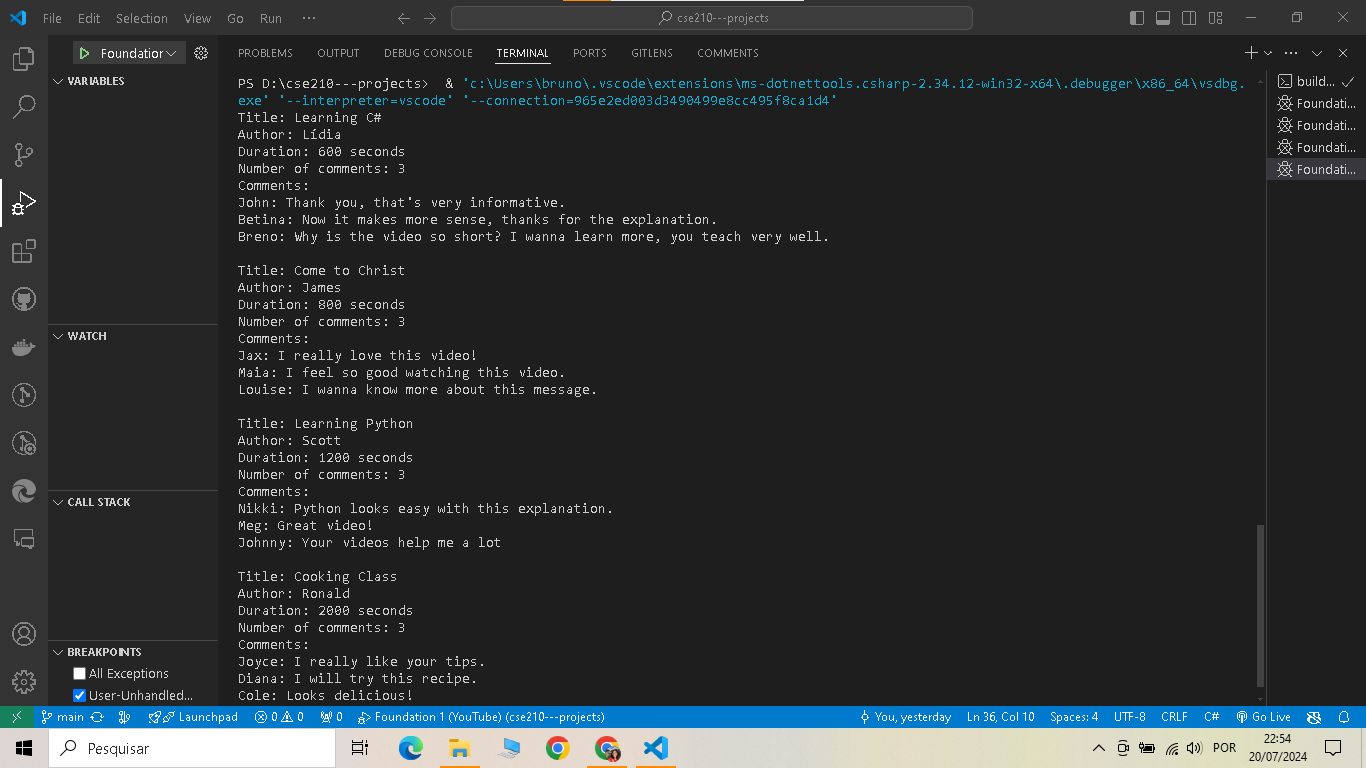 File Edit Selection View Go Run ··· cse210---projects
Foundation
VARIABLES
WATCH
CALL STACK
BREAKPOINTS
All Exceptions
User-Unhandled...
PROBLEMS OUTPUT DEBUG CONSOLE TERMINAL PORTS GITLENS COMMENTS
PS D:\cse210---projects> & 'c:\Users\bruno\.vscode\extensions\ms-dotnettools.csharp-2.34.12-win32-x64\.debugger\x86_64\vsdbg.
exe' '--interpreter=vscode' '--connection=965e2ed003d3490499e8cc495f8ca1d4'
Title: Learning C#
Author: Lídia
Duration: 600 seconds
Number of comments: 3
Comments:
John: Thank you, that's very informative.
Betina: Now it makes more sense, thanks for the explanation.
Breno: Why is the video so short? I wanna learn more, you teach very well.
Title: Come to Christ
Author: James
Duration: 800 seconds
Number of comments: 3
Comments:
Jax: I really love this video!
Maia: I feel so good watching this video.
Louise: I wanna know more about this message.
Title: Learning Python
Author: Scott
Duration: 1200 seconds
Number of comments: 3
Comments:
Nikki: Python looks easy with this explanation.
Meg: Great video!
Johnny: Your videos help me a lot
Title: Cooking Class
Author: Ronald
Duration: 2000 seconds
Number of comments: 3
Comments:
Joyce: I really like your tips.
Diana: I will try this recipe.
Cole: Looks delicious!
build...
Foundati...
Foundati...
Foundati...
Foundati...
main Launchpad 0 0 0 Foundation 1 (YouTube) (cse210---projects) You, yesterday Ln 36, Col 10 Spaces: 4 UTF-8 CRLF C# Go Live
Pesquisar POR 22:54
20/07/2024